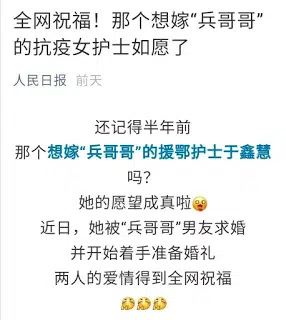 全网祝福！那个想嫁“兵哥哥”
的抗疫女护士如愿了
人民日报 前天
还记得半年前
那个想嫁“兵哥哥”的援鄂护士于鑫慧
吗？
她的愿望成真啦
近日，她被“兵哥哥”男友求婚
并开始着手准备婚礼
两人的爱情得到全网祝福